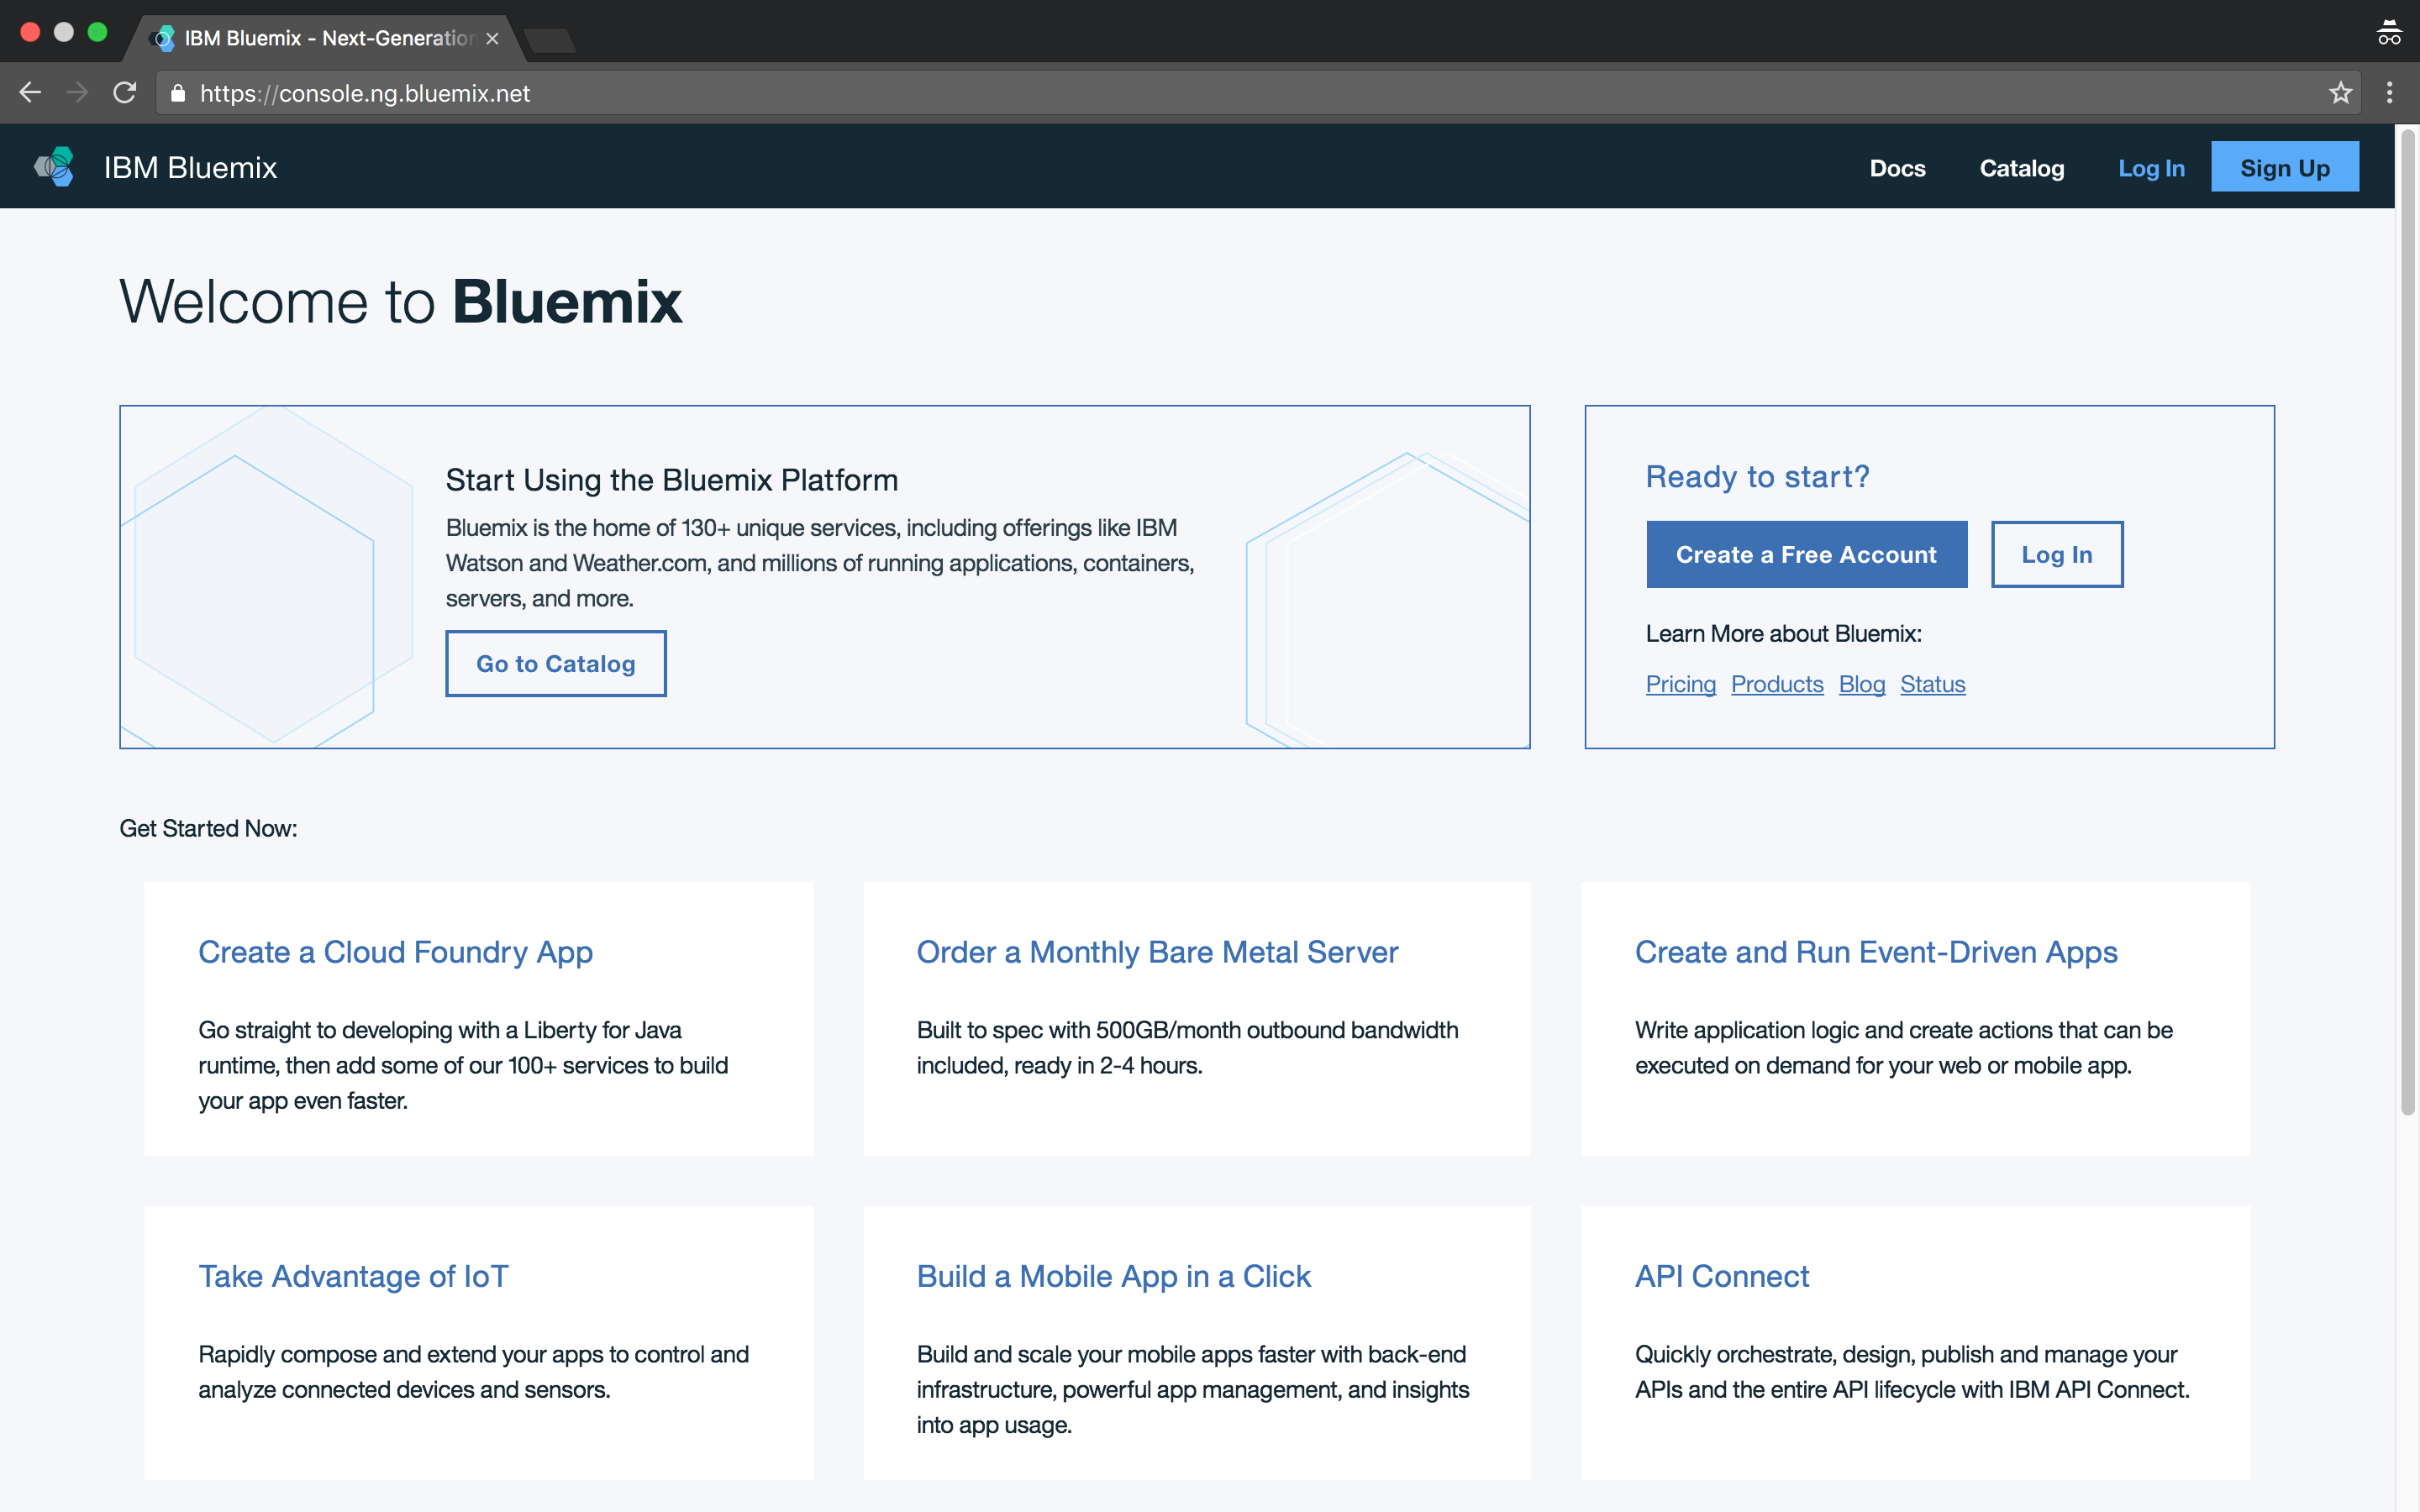 IBM Bluemix - Next-Generation
https://console.ng.bluemix.net
IBM Bluemix
Docs
Catalog
Log In
Sign Up
Welcome to Bluemix
Start Using the Bluemix Platform
Bluemix is the home of 130+ unique services, including offerings like IBM
Watson and Weather.com, and millions of running applications, containers,
servers, and more.
Go to Catalog
Ready to start?
Create a Free Account
Log In
Learn More about Bluemix:
Pricing Products Blog Status
Get Started Now:
Create a Cloud Foundry App
Go straight to developing with a Liberty for Java
runtime, then add some of our 100+ services to build
your app even faster.
Order a Monthly Bare Metal Server
Built to spec with 500GB/month outbound bandwidth
included, ready in 2-4 hours.
Create and Run Event-Driven Apps
Write application logic and create actions that can be
executed on demand for your web or mobile app.
Take Advantage of IoT
Rapidly compose and extend your apps to control and
analyze connected devices and sensors.
Build a Mobile App in a Click
Build and scale your mobile apps faster with back-end
infrastructure, powerful app management, and insights
into app usage.
API Connect
Quickly orchestrate, design, publish and manage your
APIs and the entire API lifecycle with IBM API Connect.